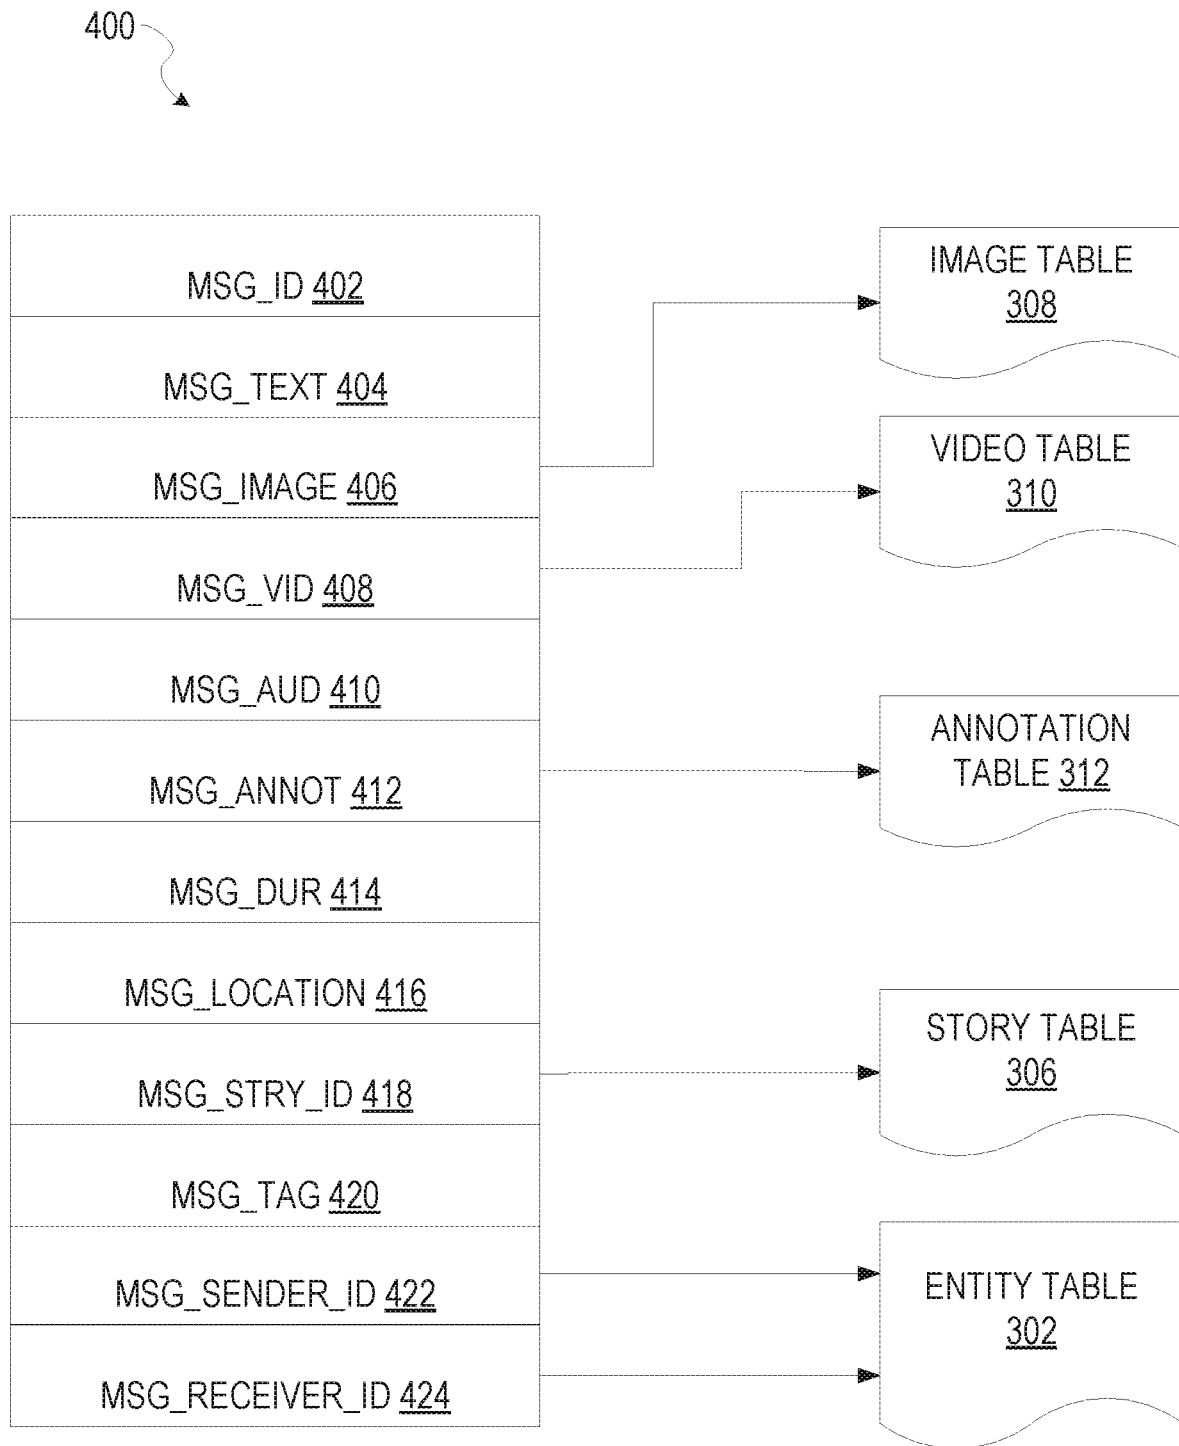 400
MSG_ID 402
MSG_TEXT 404
MSG_IMAGE 406
MSG_VID 408
MSG_AUD 410
MSG_ANNOT 412
MSG_DUR 414
MSG_LOCATION 416
MSG_STRY_ID 418
MSG_TAG 420
MSG_SENDER_ID 422
MSG_RECEIVER_ID 424
IMAGE TABLE
308
VIDEO TABLE
310
ANNOTATION
TABLE 312
STORY TABLE
306
ENTITY TABLE
302